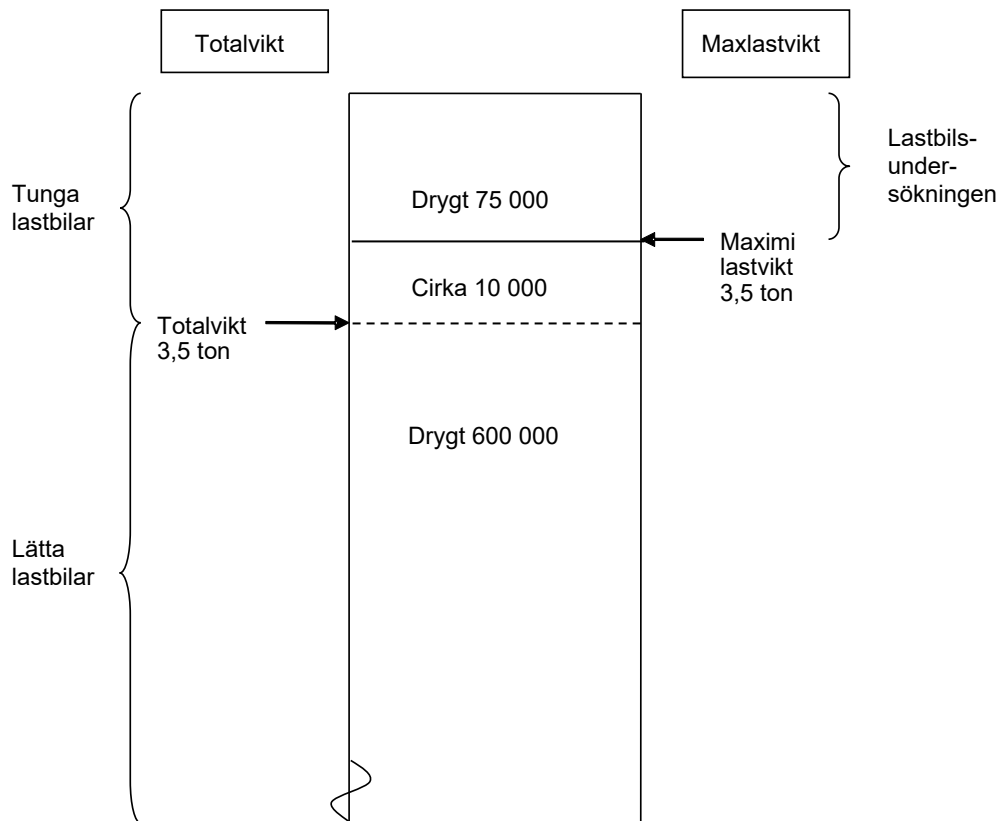 Totalvikt
Maxlastvikt
Lastbils-
under-
sökningen
Tunga
lastbilar
Drygt 75 000
Maximi
lastvikt
3,5 ton
Cirka 10 000
Totalvikt
3,5 ton
Drygt 600 000
Lätta
lastbilar